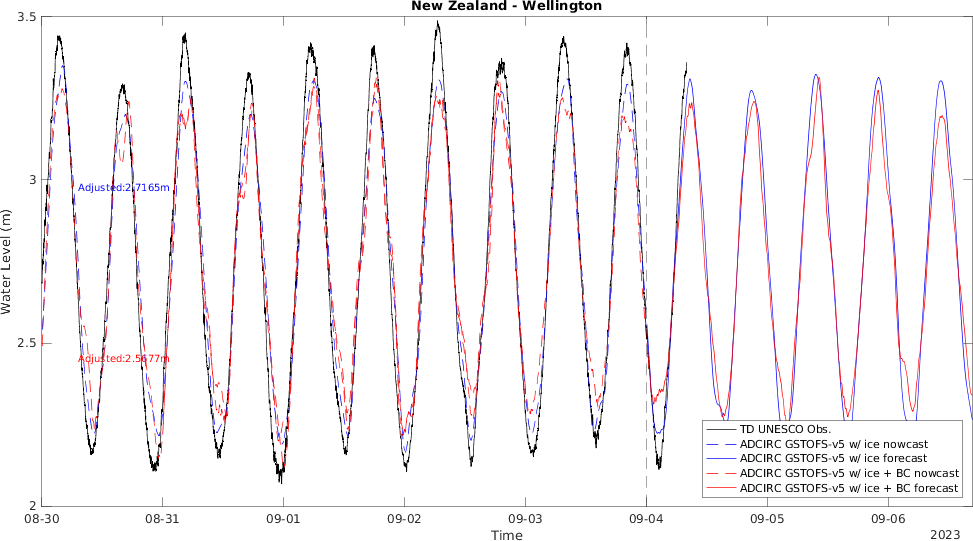 New Zealand - Wellington
3.5
3
2.5
2
Water Level (m)
Adjusted:2.7165m
Adjusted:2.5677m
TD UNESCO Obs.
ADCIRC GSTOFS-v5 w/ ice nowcast
ADCIRC GSTOFS-v5 w/ ice forecast
ADCIRC GSTOFS-v5 w/ ice + BC nowcast
ADCIRC GSTOFS-v5 w/ ice + BC forecast
08-30 08-31 09-01 09-02 09-03 09-04 09-05 09-06
Time
2023